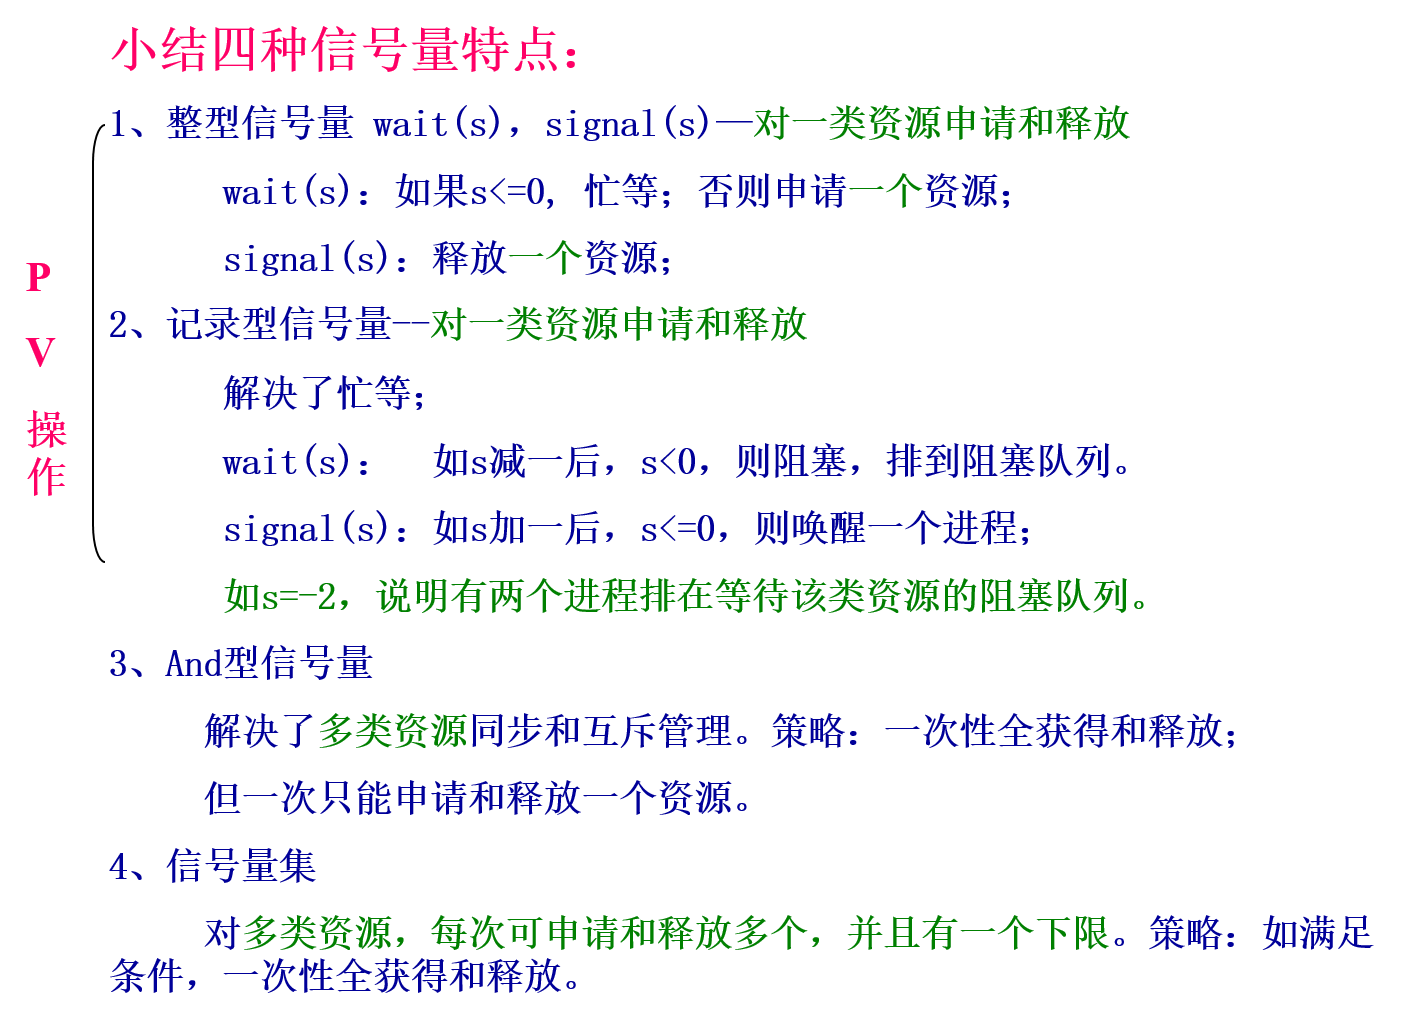 小结四种信号量特点：
1、整型信号量 wait(s)，signal(s)—对一类资源申请和释放
wait(s)：如果s<=0, 忙等；否则申请一个资源；
signal(s)：释放一个资源；
P
V
操
作
2、记录型信号量--对一类资源申请和释放
解决了忙等；
wait(s)： 如s减一后，s<0，则阻塞，排到阻塞队列。
signal(s)：如s加一后，s<=0，则唤醒一个进程；
如s=-2，说明有两个进程排在等待该类资源的阻塞队列。
3、And型信号量
解决了多类资源同步和互斥管理。策略：一次性全获得和释放；
但一次只能申请和释放一个资源。
4、信号量集
对多类资源，每次可申请和释放多个，并且有一个下限。策略：如满足
条件，一次性全获得和释放。